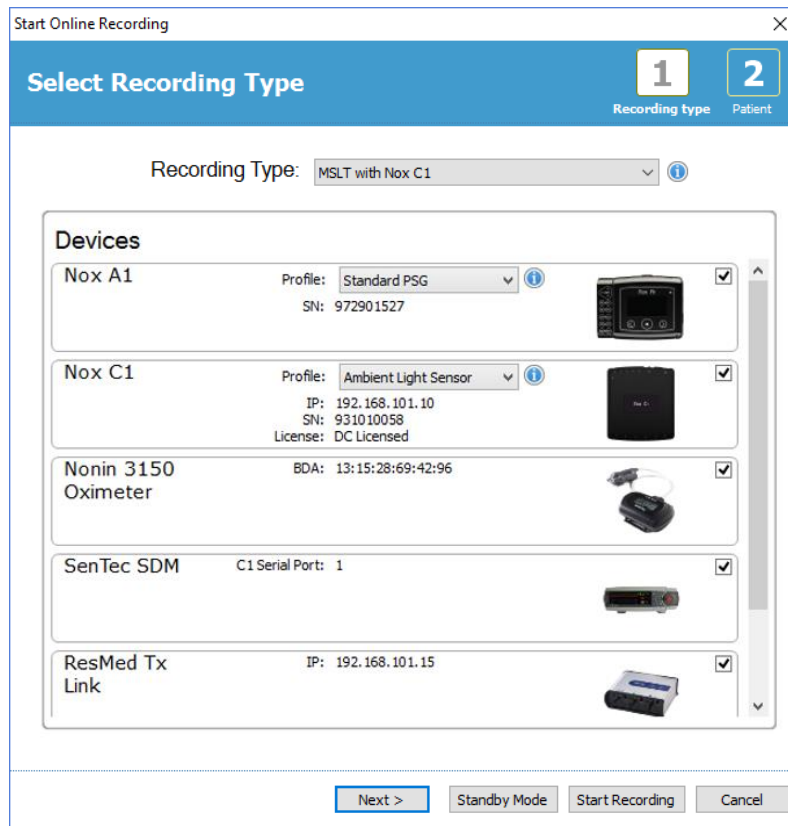 Start Online Recording
Select Recording Type
1
Recording type
2
Patient
Recording Type: MSLT with Nox C1
Devices
Nox A1
Profile: Standard PSG
SN: 972901527
Nox C1
Profile: Ambient Light Sensor
IP: 192.168.101.10
SN: 931010058
License: DC Licensed
Nonin 3150
Oximeter
BDA: 13:15:28:69:42:96
SenTec SDM
C1 Serial Port: 1
ResMed Tx
Link
IP: 192.168.101.15
Next >
Standby Mode
Start Recording
Cancel